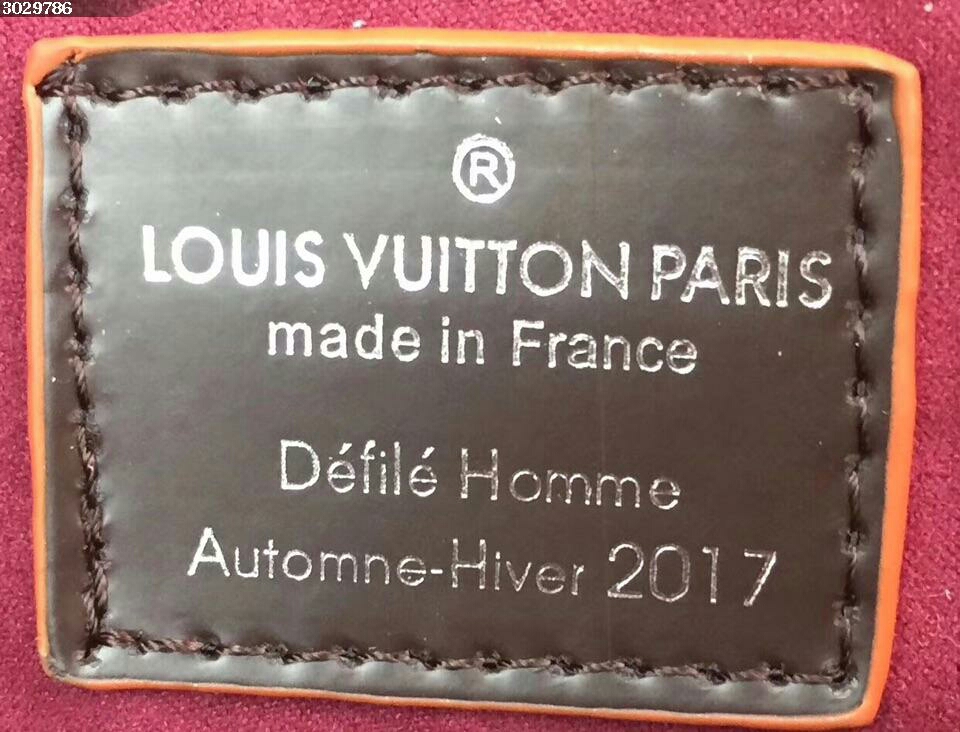 3029786
®
LOUIS VUITTON PARIS
made in France
Défilé Homme
Automne-Hiver 2017